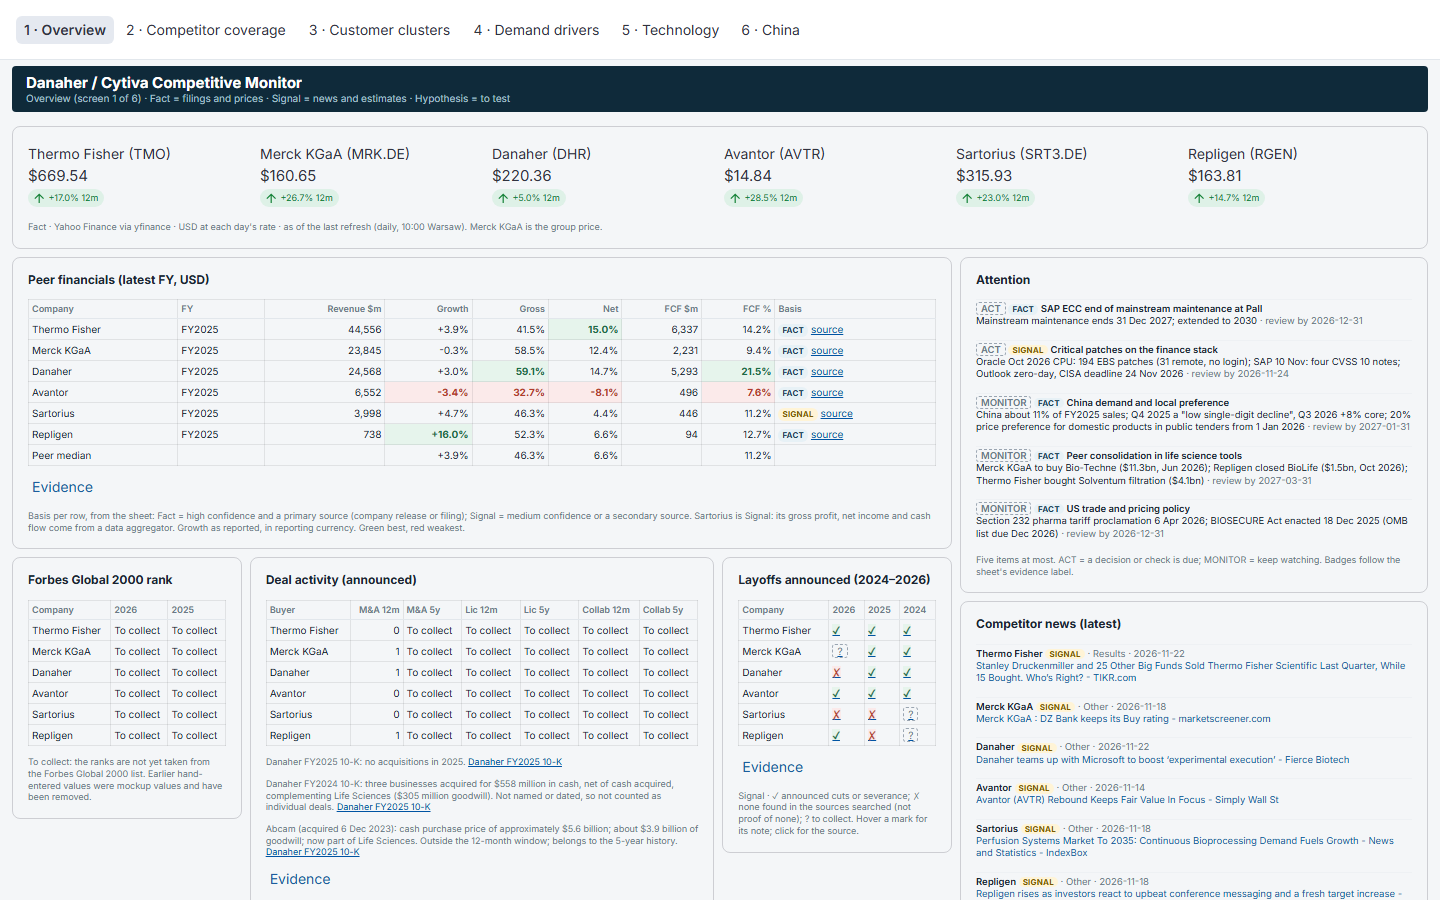 1 · Overview 2 · Competitor coverage 3 · Customer clusters 4 · Demand drivers 5 · Technology 6 · China
Danaher / Cytiva Competitive Monitor
Overview (screen 1 of 6) · Fact = filings and prices · Signal = news and estimates · Hypothesis = to test
Thermo Fisher (TMO) Merck KGaA (MRK.DE) Danaher (DHR) Avantor (AVTR) Sartorius (SRT3.DE) Repligen (RGEN)
$669.54 $160.65 $220.36 $14.84 $315.93 $163.81
↑ +17.0% 12m ↑ +26.7% 12m ↑ +5.0% 12m ↑ +28.5% 12m ↑ +23.0% 12m ↑ +14.7% 12m
Fact · Yahoo Finance via yfinance · USD at each day's rate · as of the last refresh (daily, 10:00 Warsaw). Merck KGaA is the group price.
Peer financials (latest FY, USD)
Company FY Revenue $m Growth Gross Net FCF $m FCF % Basis
Thermo Fisher FY2025 44,556 +3.9% 41.5% 15.0% 6,337 14.2% FACT source
Merck KGaA FY2025 23,845 -0.3% 58.5% 12.4% 2,231 9.4% FACT source
Danaher FY2025 24,568 +3.0% 59.1% 14.7% 5,293 21.5% FACT source
Avantor FY2025 6,552 -3.4% 32.7% -8.1% 496 7.6% FACT source
Sartorius FY2025 3,998 +4.7% 46.3% 4.4% 446 11.2% SIGNAL source
Repligen FY2025 738 +16.0% 52.3% 6.6% 94 12.7% FACT source
Peer median +3.9% 46.3% 6.6% 11.2%
Evidence
Basis per row, from the sheet: Fact = high confidence and a primary source (company release or filing); Signal = medium confidence or a secondary source. Sartorius is Signal: its gross profit, net income and cash
flow come from a data aggregator. Growth as reported, in reporting currency. Green best, red weakest.
Attention
ACT FACT SAP ECC end of mainstream maintenance at Pall
Mainstream maintenance ends 31 Dec 2027; extended to 2030 · review by 2026-12-31
ACT SIGNAL Critical patches on the finance stack
Oracle Oct 2026 CPU: 194 EBS patches (31 remote, no login); SAP 10 Nov: four CVSS 10 notes;
Outlook zero-day, CISA deadline 24 Nov 2026 · review by 2026-11-24
MONITOR FACT China demand and local preference
China about 11% of FY2025 sales; Q4 2025 a "low single-digit decline", Q3 2026 +8% core; 20%
price preference for domestic products in public tenders from 1 Jan 2026 · review by 2027-01-31
MONITOR FACT Peer consolidation in life science tools
Merck KGaA to buy Bio-Techne ($11.3bn, Jun 2026); Repligen closed BioLife ($1.5bn, Oct 2026);
Thermo Fisher bought Solventum filtration ($4.1bn) · review by 2027-03-31
MONITOR FACT US trade and pricing policy
Section 232 pharma tariff proclamation 6 Apr 2026; BIOSECURE Act enacted 18 Dec 2025 (OMB
list due Dec 2026) · review by 2026-12-31
Five items at most. ACT = a decision or check is due; MONITOR = keep watching. Badges follow the
sheet's evidence label.
Forbes Global 2000 rank
Company 2026 2025
Thermo Fisher To collect To collect
Merck KGaA To collect To collect
Danaher To collect To collect
Avantor To collect To collect
Sartorius To collect To collect
Repligen To collect To collect
To collect: the ranks are not yet taken from
the Forbes Global 2000 list. Earlier hand-
entered values were mockup values and have
been removed.
Deal activity (announced)
Buyer M&A 12m M&A 5y Lic 12m Lic 5y Collab 12m Collab 5y
Thermo Fisher 0 To collect To collect To collect To collect To collect
Merck KGaA 1 To collect To collect To collect To collect To collect
Danaher 1 To collect To collect To collect To collect To collect
Avantor 0 To collect To collect To collect To collect To collect
Sartorius 0 To collect To collect To collect To collect To collect
Repligen 1 To collect To collect To collect To collect To collect
Danaher FY2025 10-K: no acquisitions in 2025. Danaher FY2025 10-K
Danaher FY2024 10-K: three businesses acquired for $558 million in cash, net of cash acquired,
complementing Life Sciences ($305 million goodwill). Not named or dated, so not counted as
individual deals. Danaher FY2025 10-K
Abcam (acquired 6 Dec 2023): cash purchase price of approximately $5.6 billion; about $3.9 billion of
goodwill; now part of Life Sciences. Outside the 12-month window; belongs to the 5-year history.
Danaher FY2025 10-K
Evidence
Layoffs announced (2024–2026)
Company 2026 2025 2024
Thermo Fisher ✓ ✓ ✓
Merck KGaA ? ✓ ✓
Danaher ✗ ✓ ✓
Avantor ✓ ✓ ✓
Sartorius ✗ ✗ ?
Repligen ✓ ✗ ?
Evidence
Signal · ✓ announced cuts or severance; ✗
none found in the sources searched (not
proof of none); ? to collect. Hover a mark for
its note; click for the source.
Competitor news (latest)
Thermo Fisher SIGNAL · Results · 2026-11-22
Stanley Druckenmiller and 25 Other Big Funds Sold Thermo Fisher Scientific Last Quarter, While
15 Bought. Who's Right? - TIKR.com
Merck KGaA SIGNAL · Other · 2026-11-18
Merck KGaA : DZ Bank keeps its Buy rating - marketscreener.com
Danaher SIGNAL · Other · 2026-11-22
Danaher teams up with Microsoft to boost ‘experimental execution’ - Fierce Biotech
Avantor SIGNAL · Other · 2026-11-14
Avantor (AVTR) Rebound Keeps Fair Value In Focus - Simply Wall St
Sartorius SIGNAL · Other · 2026-11-18
Perfusion Systems Market To 2035: Continuous Bioprocessing Demand Fuels Growth - News
and Statistics - IndexBox
Repligen SIGNAL · Other · 2026-11-18
Repligen rises as investors react to upbeat conference messaging and a fresh target increase -